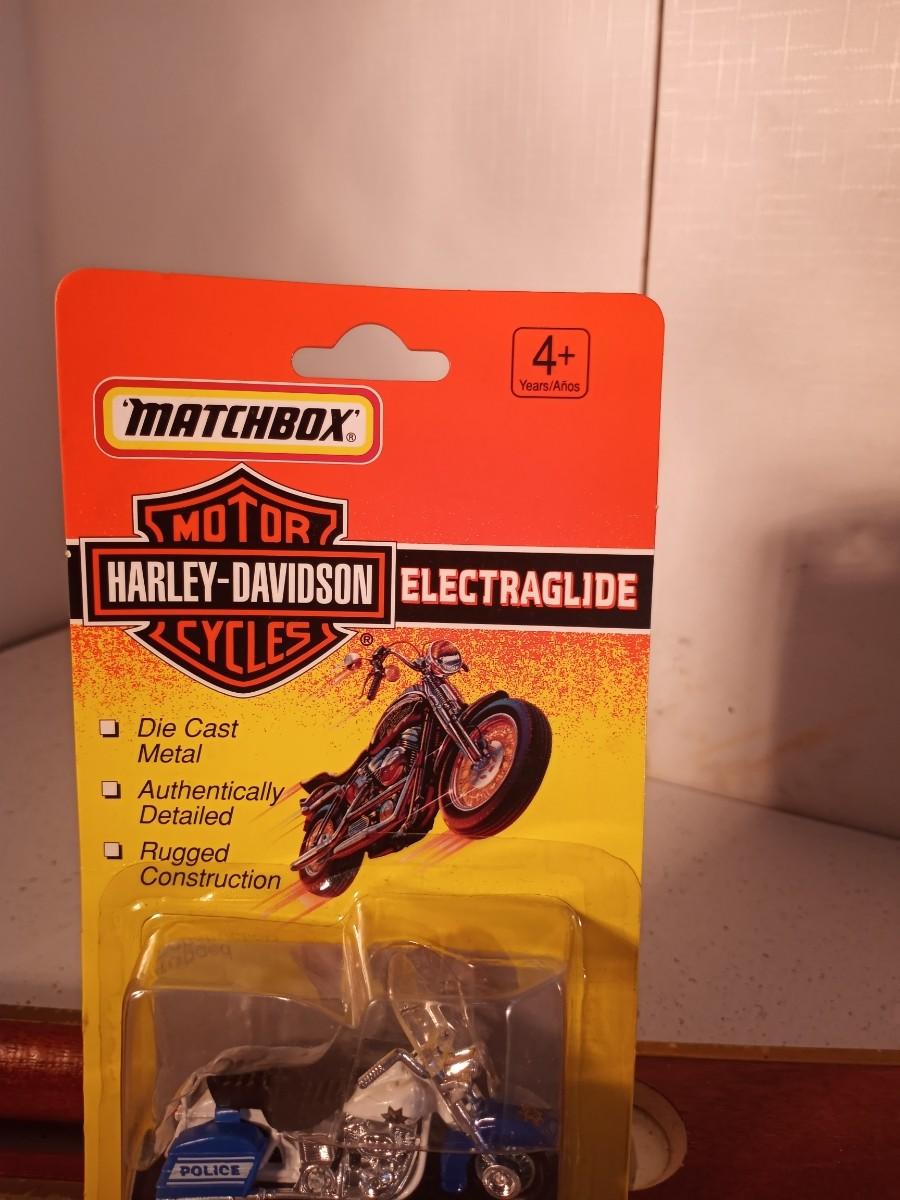 4+
Years/Años
'MATCHBOX'®
MOTOR
HARLEY-DAVIDSON
CYCLES®
ELECTRAGLIDE
Die Cast
Metal
Authentically
Detailed
Rugged
Construction
POLICE